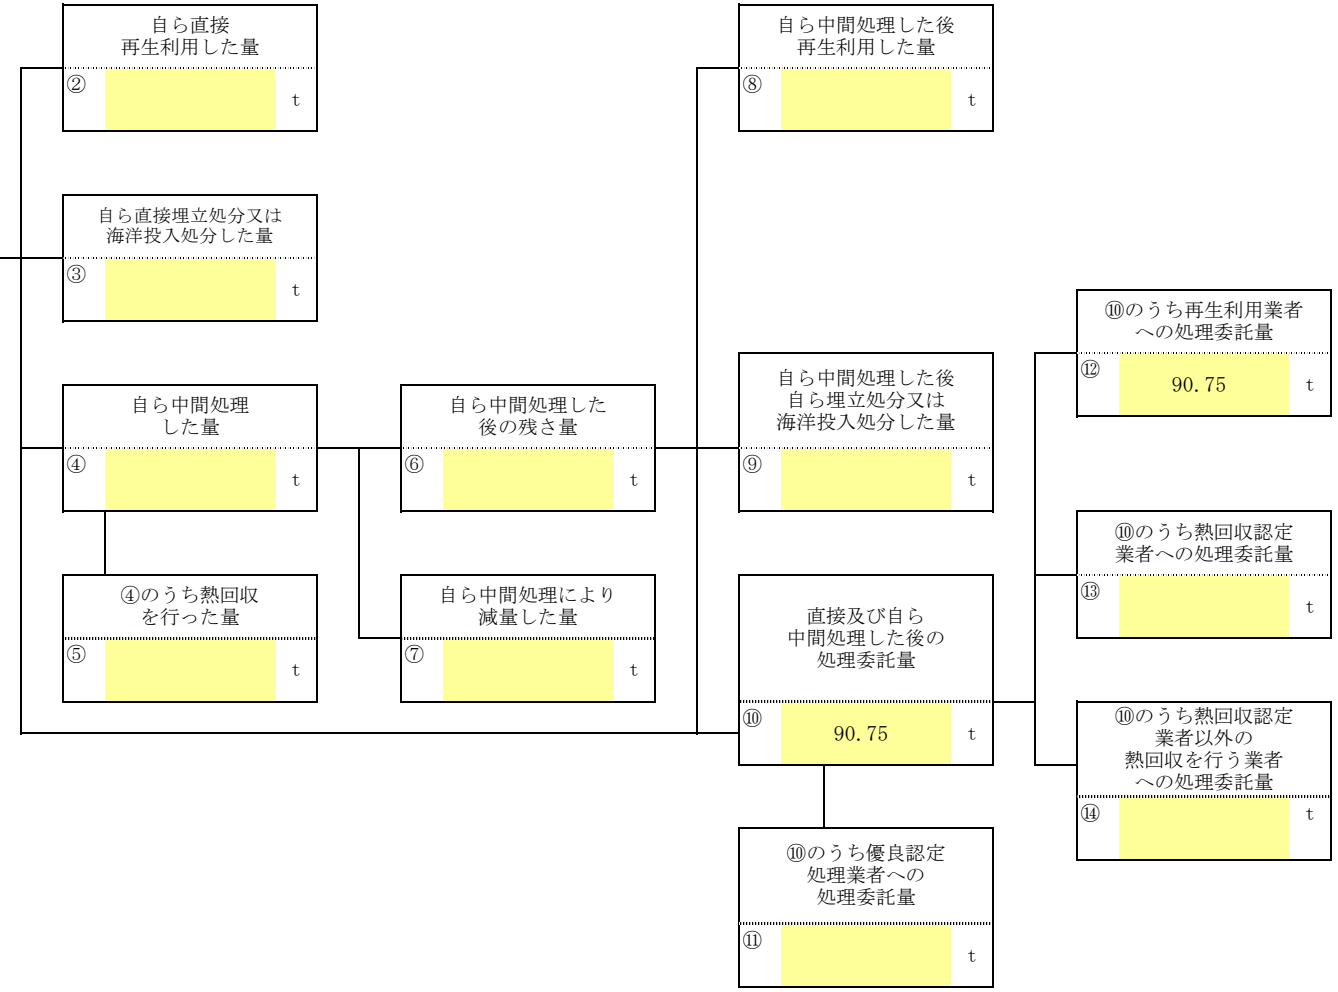 自ら直接
再生利用した量
②
t
自ら直接埋立処分又は
海洋投入処分した量
③
t
自ら中間処理
した量
④
t
④のうち熱回収
を行った量
⑤
t
自ら中間処理した
後の残さ量
⑥
t
自ら中間処理により
減量した量
⑦
t
自ら中間処理した後
再生利用した量
⑧
t
自ら中間処理した後
自ら埋立処分又は
海洋投入処分した量
⑨
t
直接及び自ら
中間処理した後の
処理委託量
⑩ 90.75 t
⑩のうち優良認定
処理業者への
処理委託量
⑪
t
⑩のうち再生利用業者
への処理委託量
⑫ 90.75 t
⑩のうち熱回収認定
業者への処理委託量
⑬
t
⑩のうち熱回収認定
業者以外の
熱回収を行う業者
への処理委託量
⑭
t